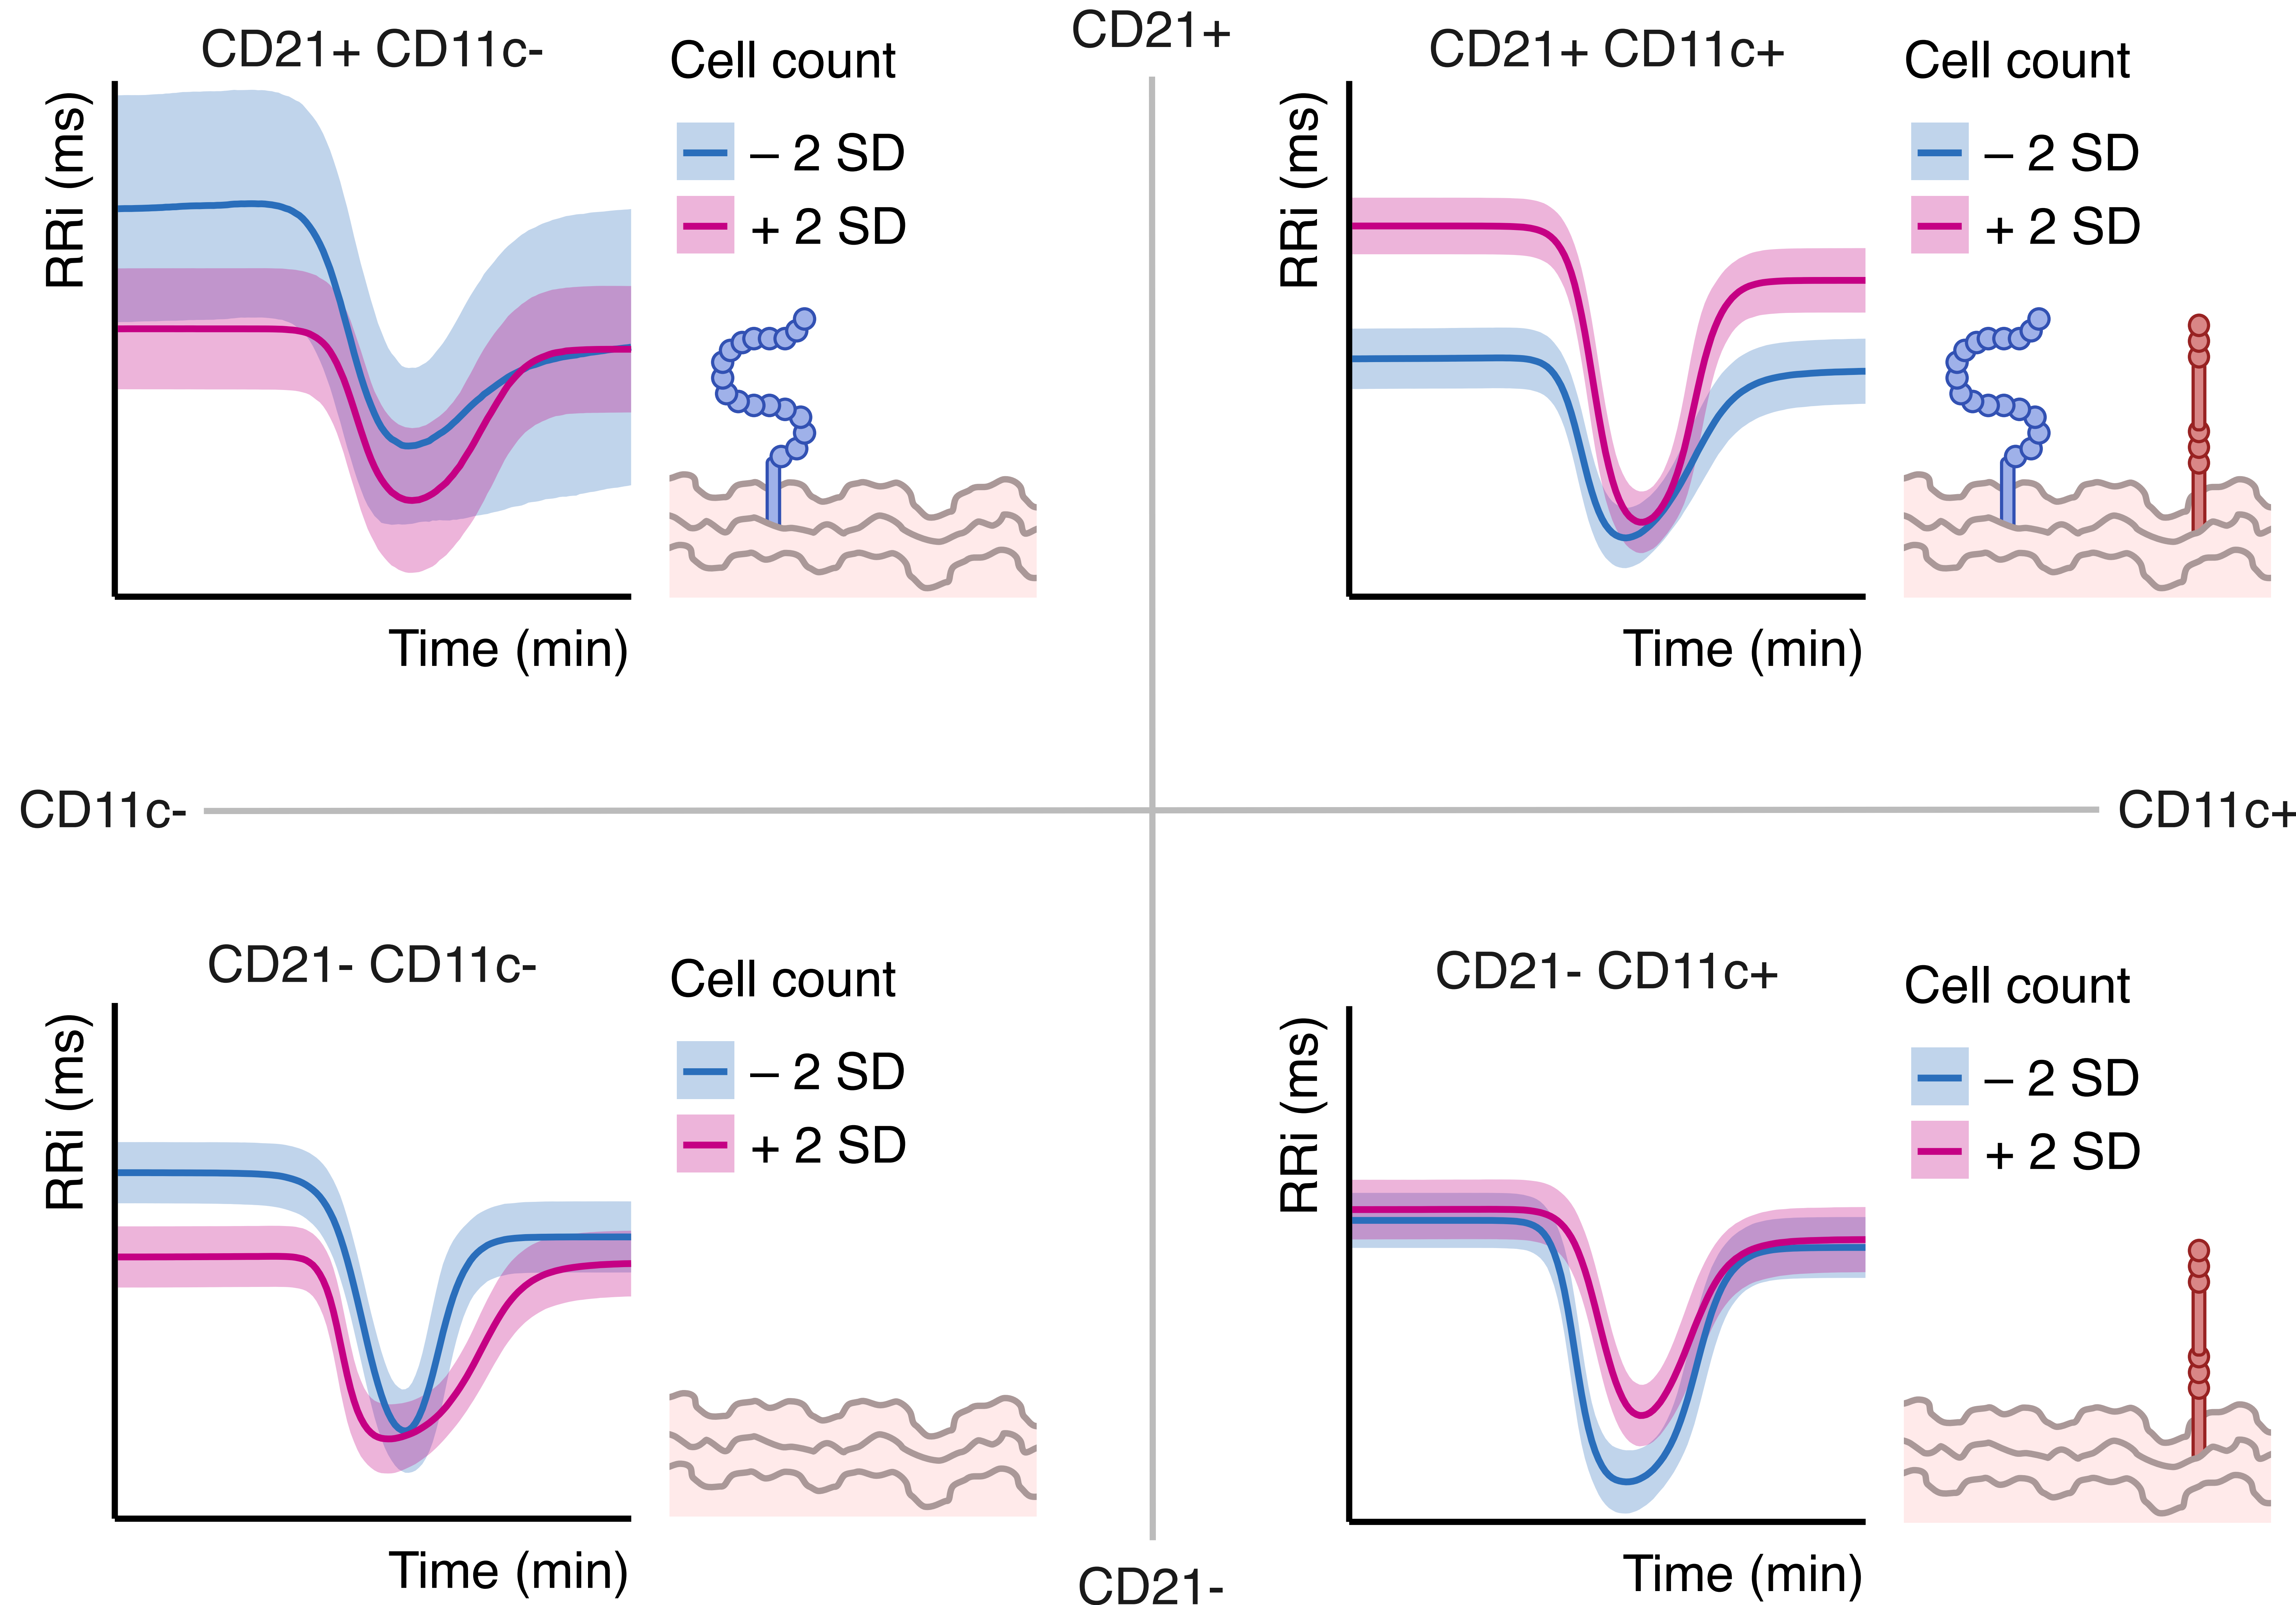 CD21+
CD21+ CD11c-
RRi (ms)
Time (min)
Cell count
– 2 SD
+ 2 SD
CD21+ CD11c+
RRi (ms)
Time (min)
Cell count
– 2 SD
+ 2 SD
CD11c-
CD11c+
CD21- CD11c-
RRi (ms)
Time (min)
Cell count
– 2 SD
+ 2 SD
CD21- CD11c+
RRi (ms)
Time (min)
Cell count
– 2 SD
+ 2 SD
CD21-